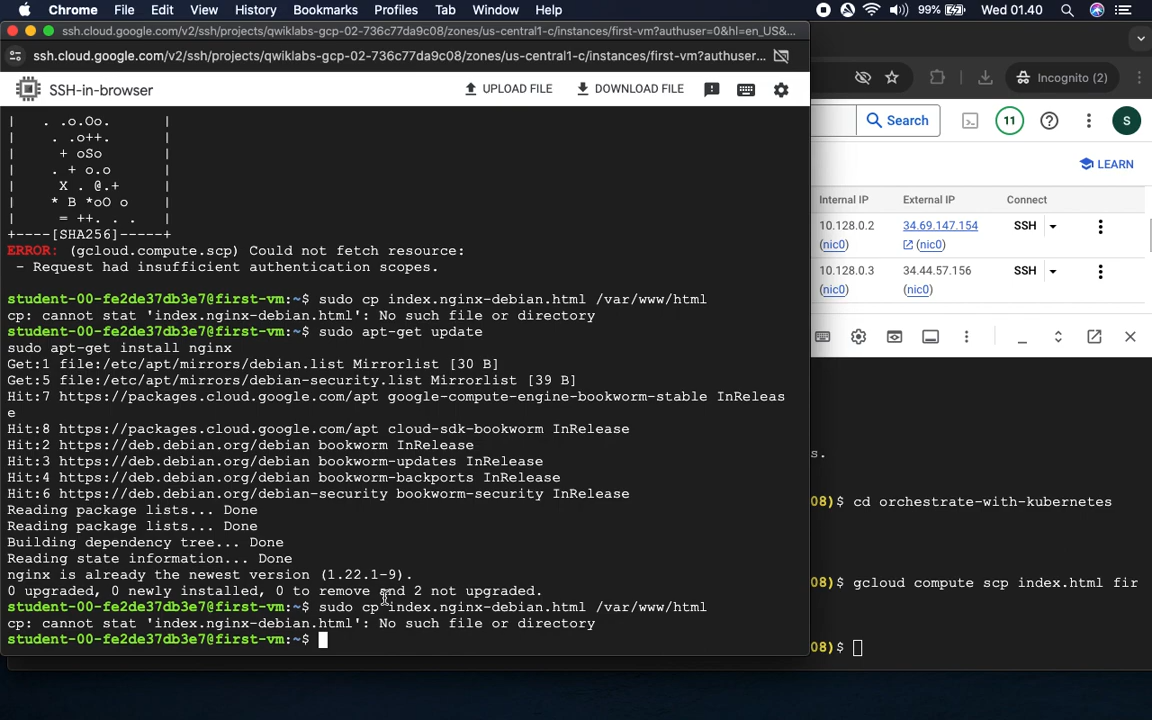 Chrome File Edit View History Bookmarks Profiles Tab Window Help 99% Wed 01.40
ssh.cloud.google.com/v2/ssh/projects/qwiklabs-gcp-02-736c77da9c08/zones/us-central1-c/instances/first-vm?authuser=0&hl=en_US&...
ssh.cloud.google.com/v2/ssh/projects/qwiklabs-gcp-02-736c77da9c08/zones/us-central1-c/instances/first-vm?authuser...
SSH-in-browser UPLOAD FILE DOWNLOAD FILE
| . .o.Oo. |
| . .o++. |
| + oSo |
| . + o.o |
| X . @.+ |
| * B *oO o |
| = ++. . . |
+----[SHA256]-----+
ERROR: (gcloud.compute.scp) Could not fetch resource:
- Request had insufficient authentication scopes.
student-00-fe2de37db3e7@first-vm:~$ sudo cp index.nginx-debian.html /var/www/html
cp: cannot stat 'index.nginx-debian.html': No such file or directory
student-00-fe2de37db3e7@first-vm:~$ sudo apt-get update
sudo apt-get install nginx
Get:1 file:/etc/apt/mirrors/debian.list Mirrorlist [30 B]
Get:5 file:/etc/apt/mirrors/debian-security.list Mirrorlist [39 B]
Hit:7 https://packages.cloud.google.com/apt google-compute-engine-bookworm-stable InReleas
e
Hit:8 https://packages.cloud.google.com/apt cloud-sdk-bookworm InRelease
Hit:2 https://deb.debian.org/debian bookworm InRelease
Hit:3 https://deb.debian.org/debian bookworm-updates InRelease
Hit:4 https://deb.debian.org/debian bookworm-backports InRelease
Hit:6 https://deb.debian.org/debian-security bookworm-security InRelease
Reading package lists... Done
Reading package lists... Done
Building dependency tree... Done
Reading state information... Done
nginx is already the newest version (1.22.1-9).
0 upgraded, 0 newly installed, 0 to remove and 2 not upgraded.
student-00-fe2de37db3e7@first-vm:~$ sudo cp index.nginx-debian.html /var/www/html
cp: cannot stat 'index.nginx-debian.html': No such file or directory
student-00-fe2de37db3e7@first-vm:~$
Incognito (2)
Search 11 S
LEARN
Internal IP External IP Connect
10.128.0.2 34.69.147.154 SSH
(nic0) (nic0)
10.128.0.3 34.44.57.156 SSH
(nic0) (nic0)
s.
08)$ cd orchestrate-with-kubernetes
08)$ gcloud compute scp index.html fir
08)$